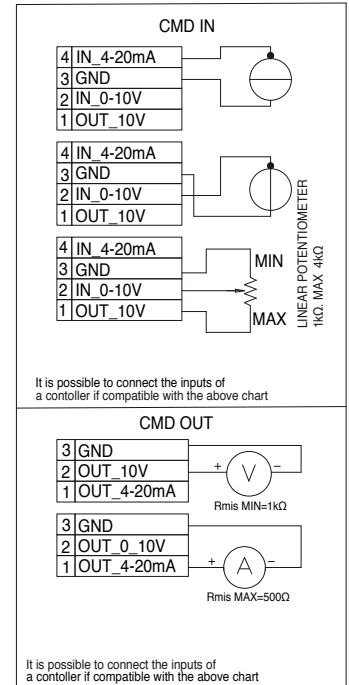 CMD IN
4 IN_4-20mA
3 GND
2 IN_0-10V
1 OUT_10V
4 IN_4-20mA
3 GND
2 IN_0-10V
1 OUT_10V
4 IN_4-20mA
3 GND
2 IN_0-10V
1 OUT_10V
MIN
MAX
LINEAR POTENTIOMETER
1kΩ. MAX 4kΩ
It is possible to connect the inputs of
a contoller if compatible with the above chart
CMD OUT
3 GND
2 OUT_10V
1 OUT_4-20mA
+ V -
Rmis MIN=1kΩ
3 GND
2 OUT_0_10V
1 OUT_4-20mA
+ A -
Rmis MAX=500Ω
It is possible to connect the inputs of
a contoller if compatible with the above chart